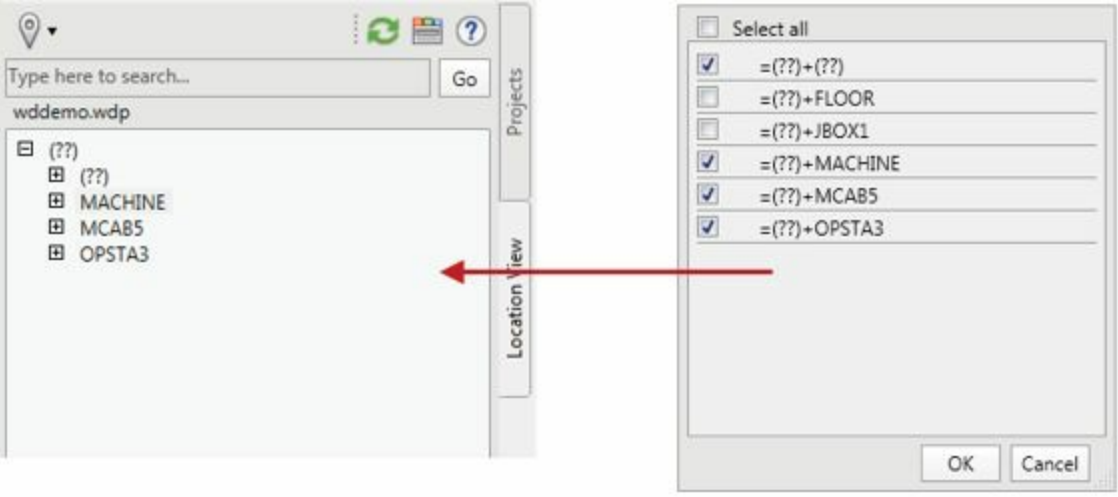 Type here to search...
Go
wddemo.wdp
(??)
(??)
MACHINE
MCAB5
OPSTA3
Projects
Location View
Select all
=(??)+(??)
=(??)+FLOOR
=(??)+JBOX1
=(??)+MACHINE
=(??)+MCAB5
=(??)+OPSTA3
OK
Cancel